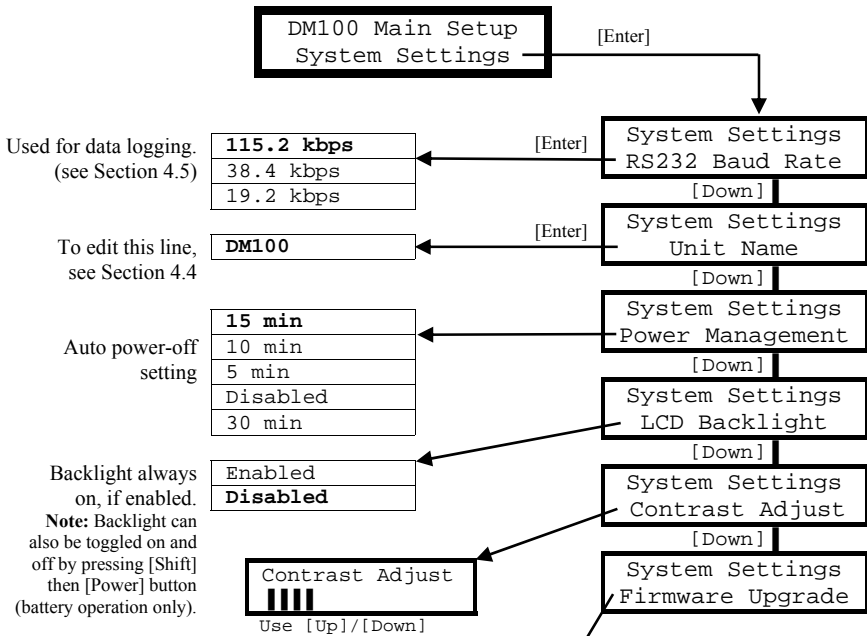 DM100 Main Setup
System Settings
[Enter]
Used for data logging.
(see Section 4.5)
115.2 kbps
38.4 kbps
19.2 kbps
[Enter]
System Settings
RS232 Baud Rate
[Down]
To edit this line,
see Section 4.4
DM100
[Enter]
System Settings
Unit Name
[Down]
Auto power-off
setting
15 min
10 min
5 min
Disabled
30 min
System Settings
Power Management
[Down]
System Settings
LCD Backlight
[Down]
Backlight always
on, if enabled.
Note: Backlight can
also be toggled on and
off by pressing [Shift]
then [Power] button
(battery operation only).
Enabled
Disabled
System Settings
Contrast Adjust
[Down]
Contrast Adjust
Use [Up]/[Down]
System Settings
Firmware Upgrade